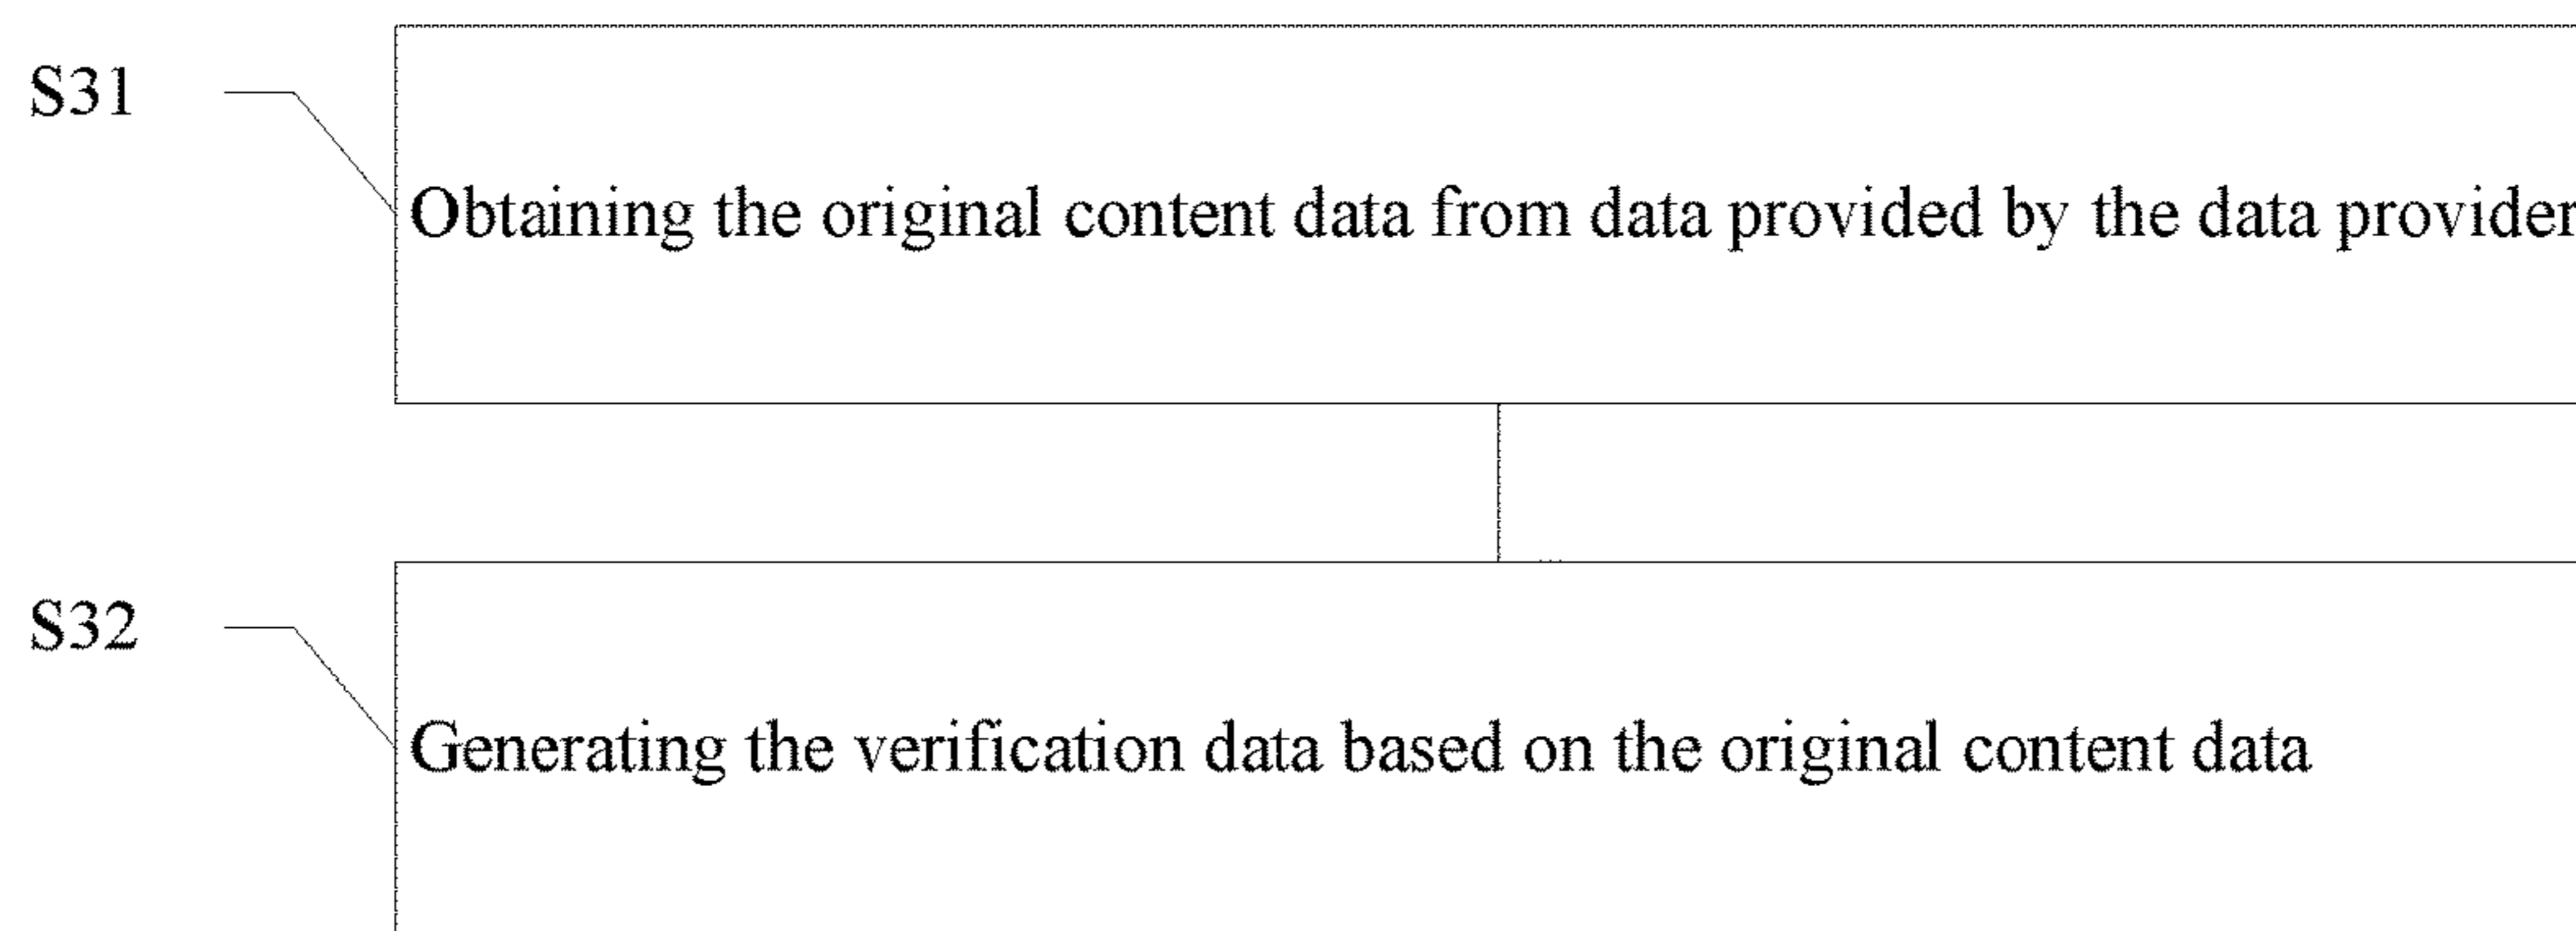 S31
Obtaining the original content data from data provided by the data provider
S32
Generating the verification data based on the original content data